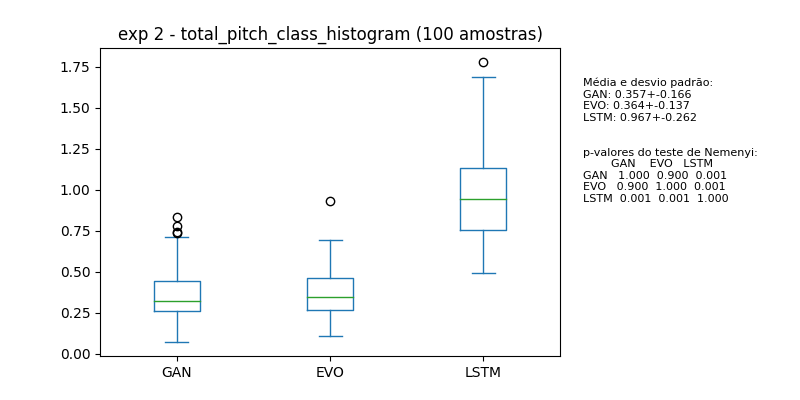 exp 2 - total_pitch_class_histogram (100 amostras)
1.75
1.50
1.25
1.00
0.75
0.50
0.25
0.00
GAN EVO LSTM
Média e desvio padrão:
GAN: 0.357+-0.166
EVO: 0.364+-0.137
LSTM: 0.967+-0.262
p-valores do teste de Nemenyi:
GAN EVO LSTM
GAN 1.000 0.900 0.001
EVO 0.900 1.000 0.001
LSTM 0.001 0.001 1.000